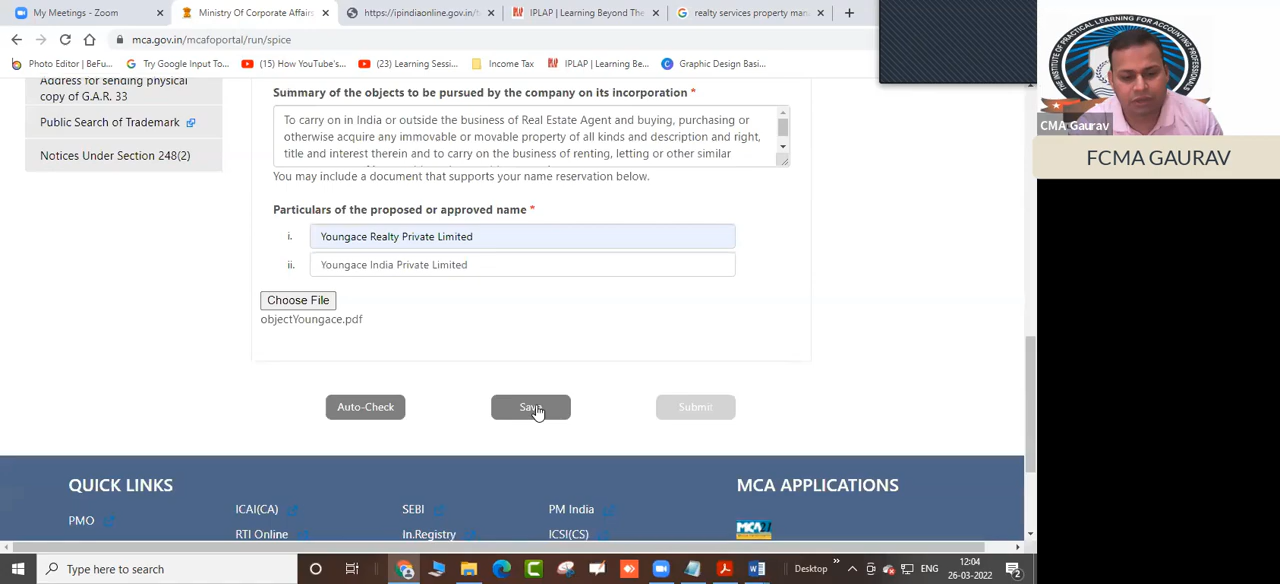 My Meetings - Zoom
Ministry Of Corporate Affairs
https://ipindiaonline.gov.in/t
IPLAP | Learning Beyond The
realty services property man
mca.gov.in/mcafoportal/run/spice
Photo Editor | BeFu...
Try Google Input To...
(15) How YouTube's...
(23) Learning Sessi...
Income Tax
IPLAP | Learning Be...
Graphic Design Basi...
Address for sending physical
copy of G.A.R. 33
Public Search of Trademark
Notices Under Section 248(2)
Summary of the objects to be pursued by the company on its incorporation *
To carry on in India or outside the business of Real Estate Agent and buying, purchasing or
otherwise acquire any immovable or movable property of all kinds and description and right,
title and interest therein and to carry on the business of renting, letting or other similar
You may include a document that supports your name reservation below.
Particulars of the proposed or approved name *
i. Youngace Realty Private Limited
ii. Youngace India Private Limited
Choose File
objectYoungace.pdf
Auto-Check
Save
Submit
QUICK LINKS
PMO
ICAI(CA)
RTI Online
SEBI
In.Registry
PM India
ICSI(CS)
MCA APPLICATIONS
MCA21
CMA Gaurav
FCMA GAURAV
Type here to search
Desktop
ENG
12:04
26-03-2022